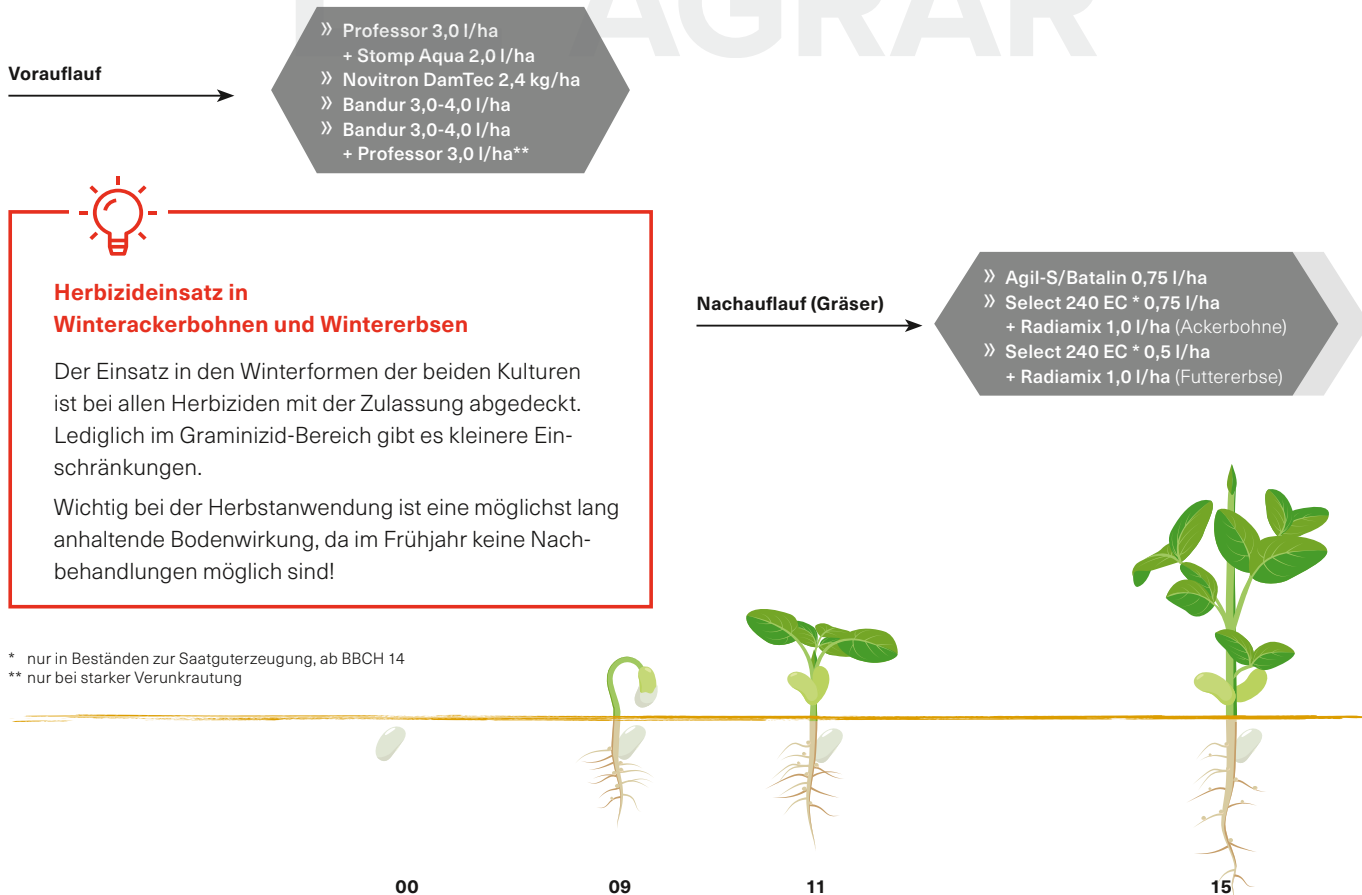 AGRAR
Vorauflauf
» Professor 3,0 l/ha
+ Stomp Aqua 2,0 l/ha
» Novitron DamTec 2,4 kg/ha
» Bandur 3,0-4,0 l/ha
» Bandur 3,0-4,0 l/ha
+ Professor 3,0 l/ha**
Herbizideinsatz in
Winterackerbohnen und Wintererbsen
Der Einsatz in den Winterformen der beiden Kulturen
ist bei allen Herbiziden mit der Zulassung abgedeckt.
Lediglich im Graminizid-Bereich gibt es kleinere Ein-
schränkungen.
Wichtig bei der Herbstanwendung ist eine möglichst lang
anhaltende Bodenwirkung, da im Frühjahr keine Nach-
behandlungen möglich sind!
Nachauflauf (Gräser)
» Agil-S/Batalin 0,75 l/ha
» Select 240 EC * 0,75 l/ha
+ Radiamix 1,0 l/ha (Ackerbohne)
» Select 240 EC * 0,5 l/ha
+ Radiamix 1,0 l/ha (Futtererbse)
* nur in Beständen zur Saatguterzeugung, ab BBCH 14
** nur bei starker Verunkrautung
00 09 11 15